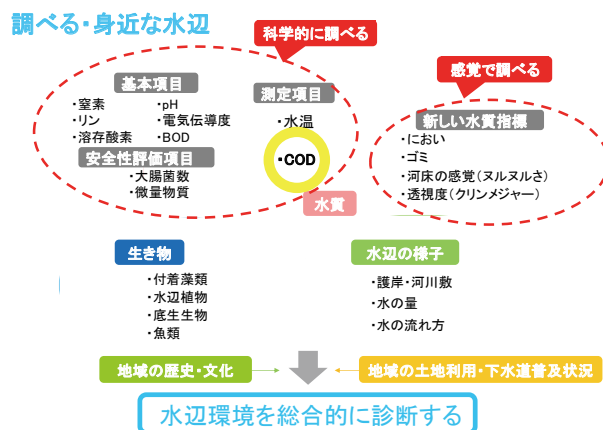 調べる・身近な水辺
科学的に調べる
感覚で調べる
基本項目
・窒素
・リン
・溶存酸素
・pH
・電気伝導度
・BOD
安全性評価項目
・大腸菌数
・微量物質
測定項目
・水温
・COD
水質
新しい水質指標
・におい
・ゴミ
・河床の感覚(ヌルヌルさ)
・透視度(クリンメジャー)
生き物
・付着藻類
・水辺植物
・底生生物
・魚類
水辺の様子
・護岸・河川敷
・水の量
・水の流れ方
地域の歴史・文化
地域の土地利用・下水道普及状況
水辺環境を総合的に診断する